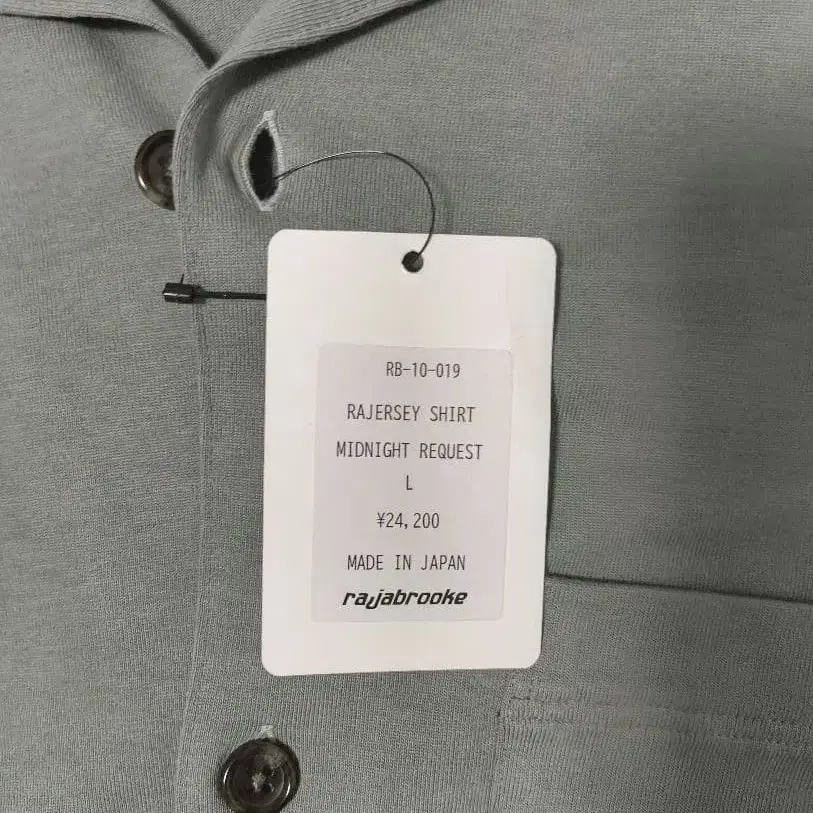 RB-10-019
RAJERSEY SHIRT
MIDNIGHT REQUEST
L
¥24,200
MADE IN JAPAN
rajabrooke